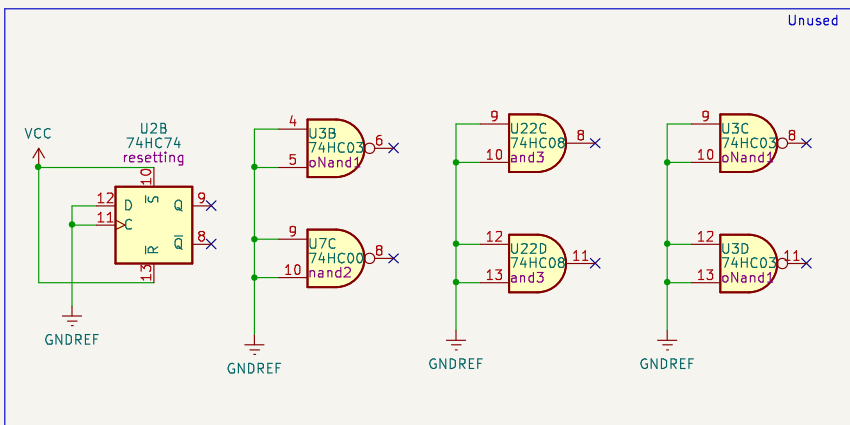 Unused
VCC
U2B
74HC74
resetting
10
12
D
S
Q
9
11
C
R
Q
8
13
GNDREF
4
5
U3B
74HC03
oNand1
6
9
10
U7C
74HC00
nand2
8
GNDREF
9
10
U22C
74HC08
and3
8
12
13
U22D
74HC08
and3
11
GNDREF
9
10
U3C
74HC03
oNand1
8
12
13
U3D
74HC03
oNand1
11
GNDREF